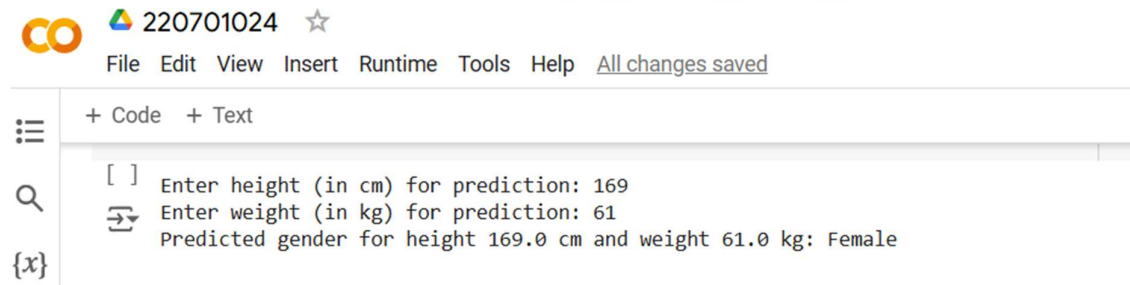 220701024
File Edit View Insert Runtime Tools Help All changes saved
+ Code + Text
[ ]
Enter height (in cm) for prediction: 169
Enter weight (in kg) for prediction: 61
Predicted gender for height 169.0 cm and weight 61.0 kg: Female
{x}